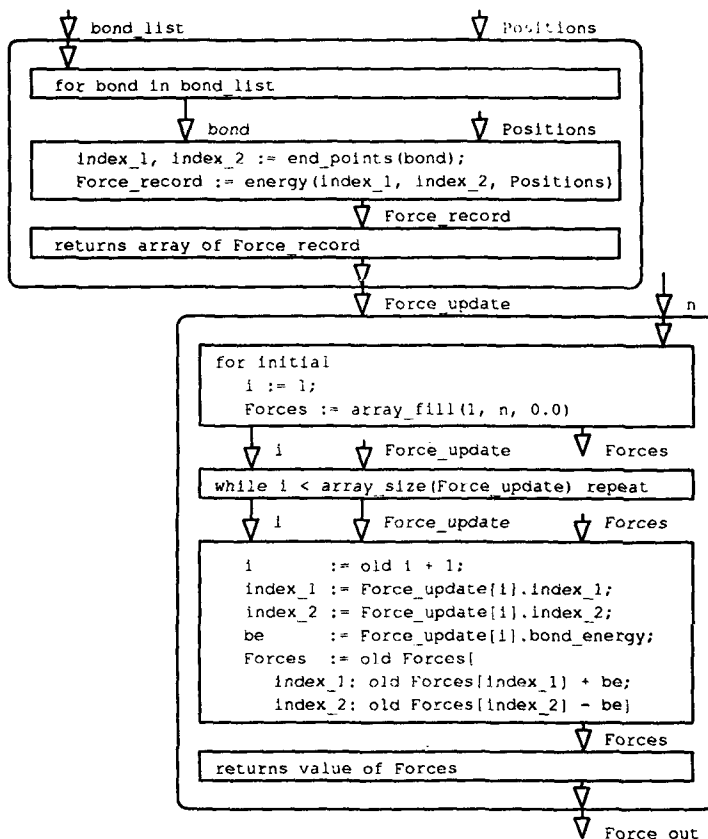 bond_list Positions
for bond in bond_list
bond Positions
index_1, index_2 := end_points(bond);
Force_record := energy(index_1, index_2, Positions)
Force_record
returns array of Force_record
Force_update n
for initial
i := 1;
Forces := array_fill(1, n, 0.0)
i Force_update Forces
while i < array_size(Force_update) repeat
i Force_update Forces
i := old i + 1;
index_1 := Force_update[i].index_1;
index_2 := Force_update[i].index_2;
be := Force_update[i].bond_energy;
Forces := old Forces[
index_1: old Forces[index_1] + be;
index_2: old Forces[index_2] - be]
Forces
returns value of Forces
Force_out